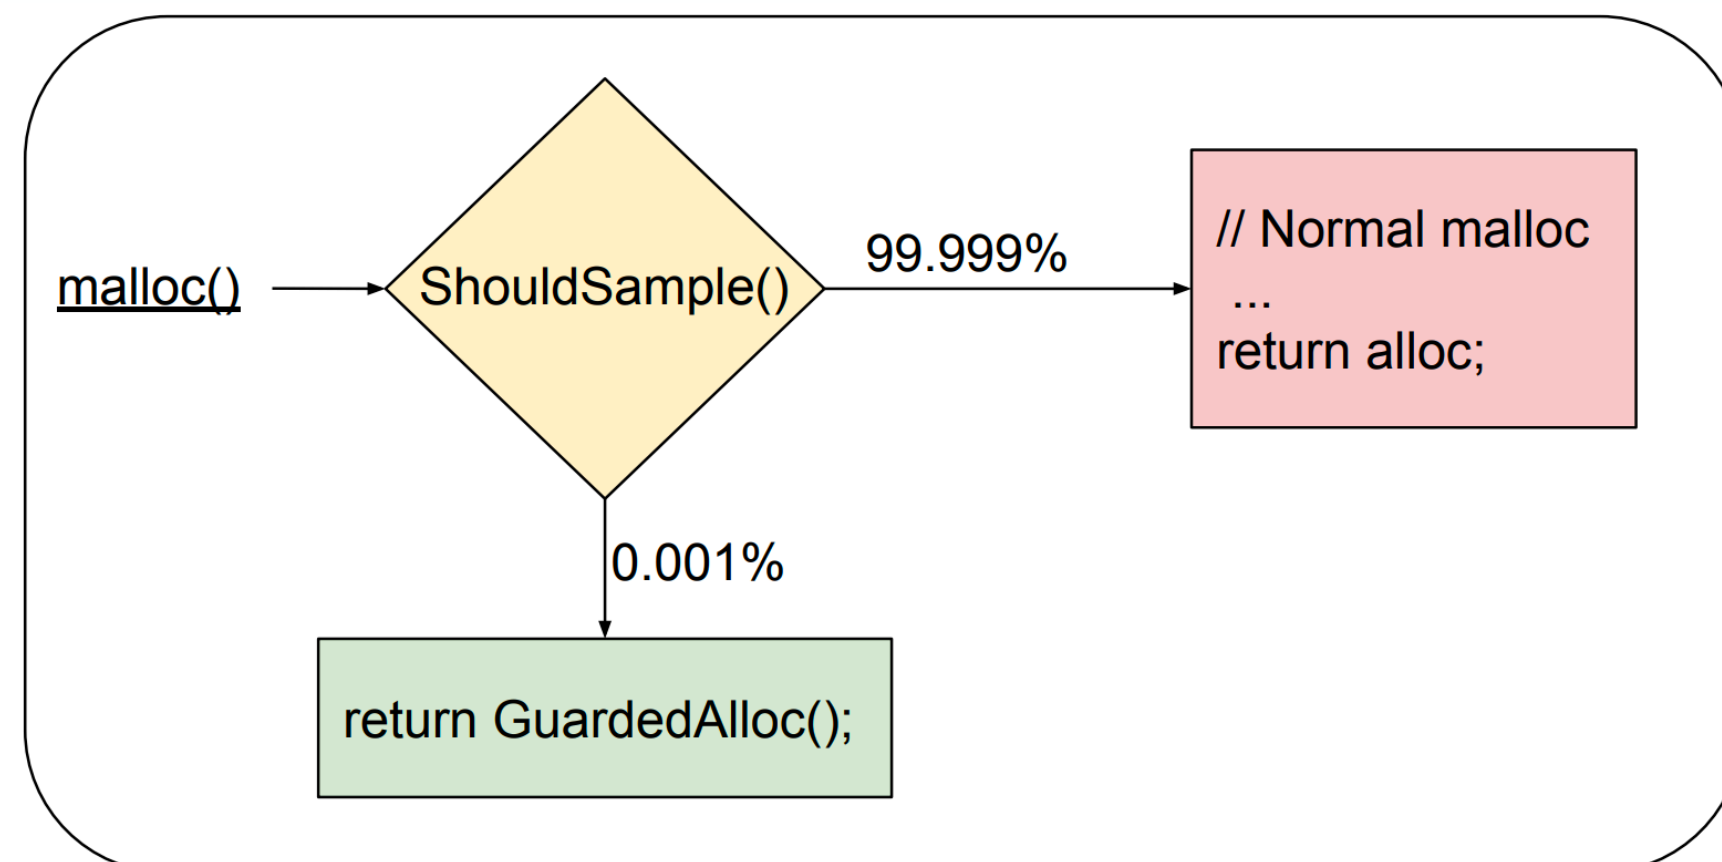 malloc()
ShouldSample()
99.999%
// Normal malloc
...
return alloc;
0.001%
return GuardedAlloc();